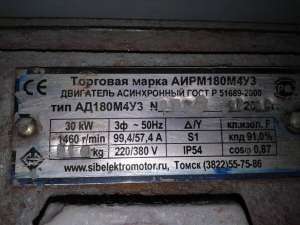 Торговая марка АИРМ180М4У3
ДВИГАТЕЛЬ АСИНХРОННЫЙ ГОСТ Р 51689-2000
тип АД180М4У3 N
30 kW 3ф ~ 50Hz Δ/Y кл.изол. F
1460 r/min 99,4/57,4 A S1 кпд 91,0%
kg 220/380 V IP54 cosφ 0,87
www.sibelektromotor.ru, Томск (3822)55-75-86